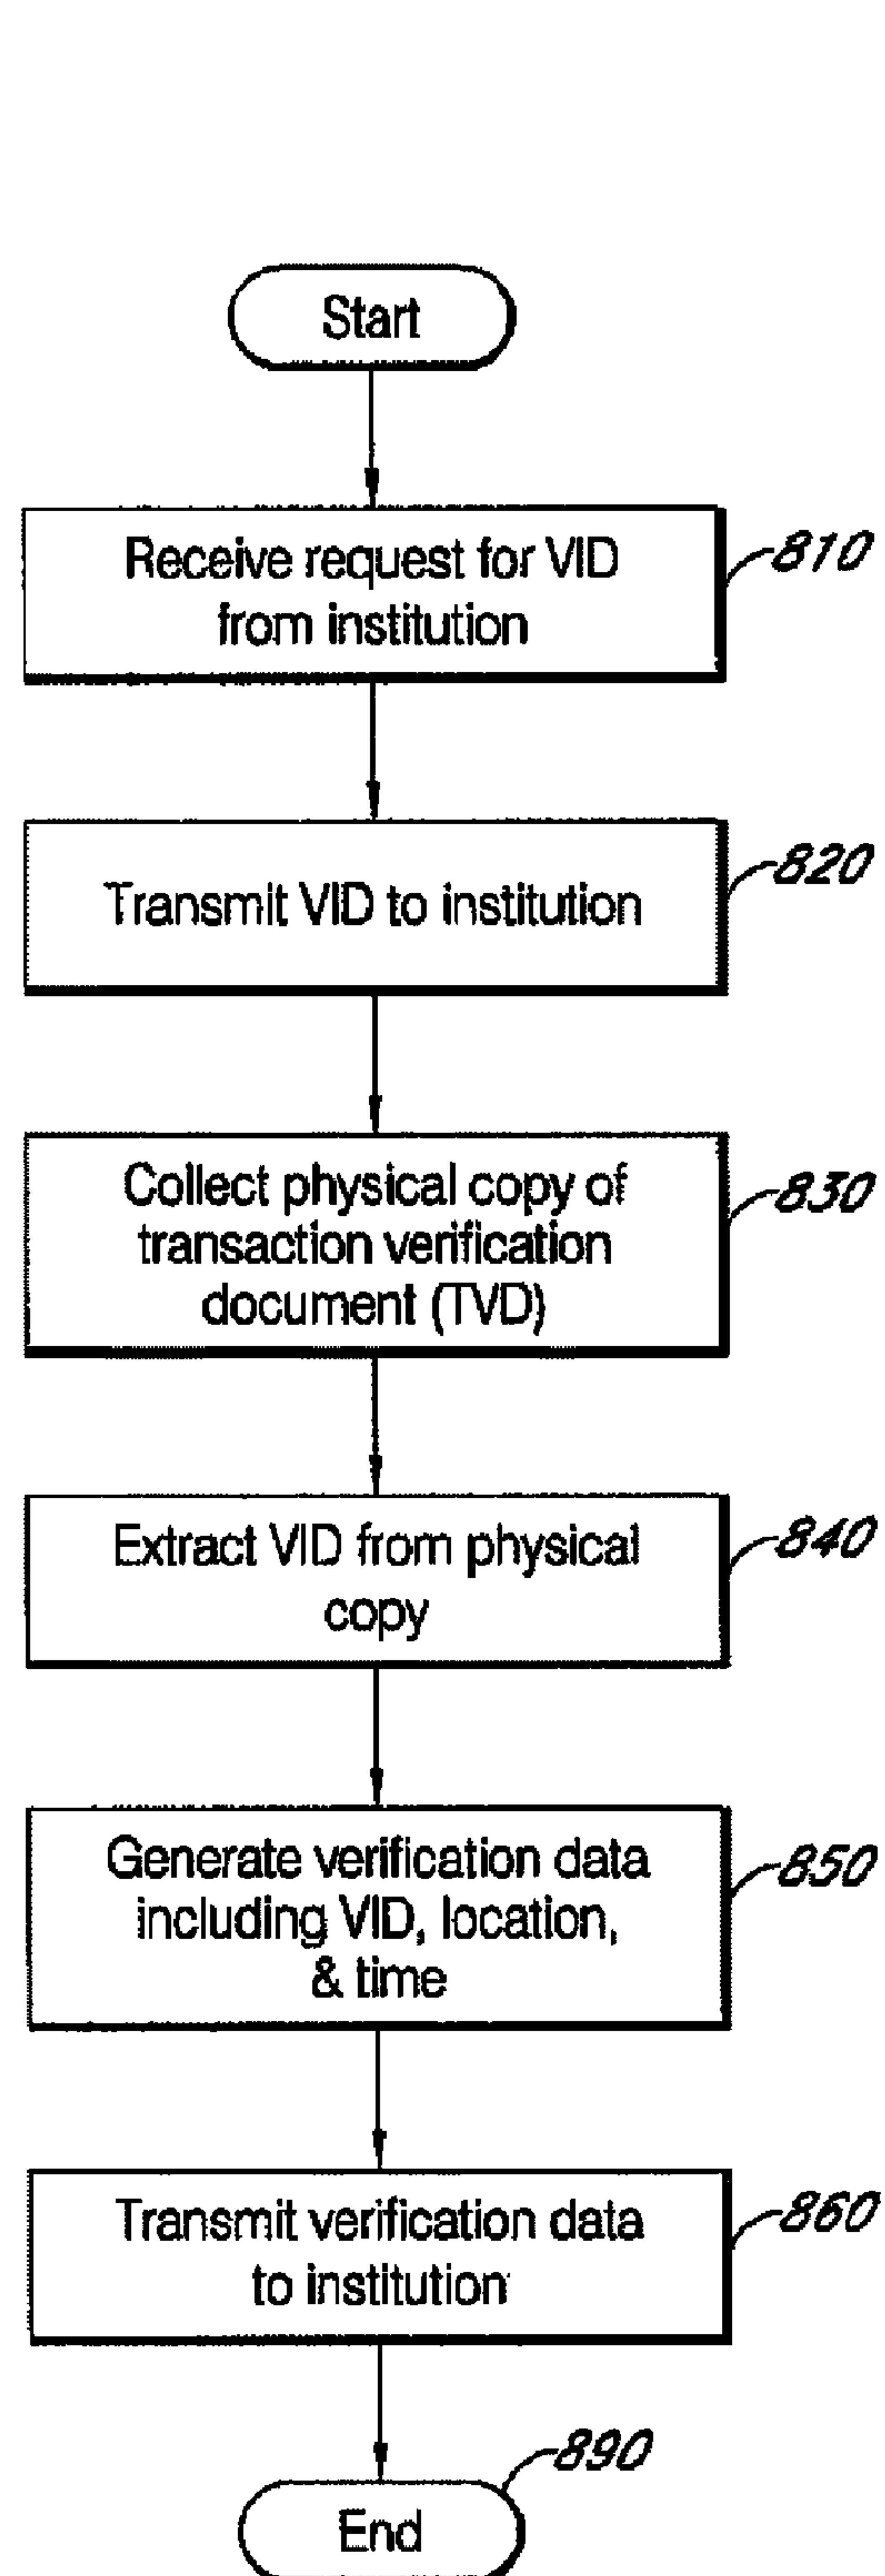 Start
Receive request for VID
from institution
810
Transmit VID to institution
820
Collect physical copy of
transaction verification
document (TVD)
830
Extract VID from physical
copy
840
Generate verification data
including VID, location,
& time
850
Transmit verification data
to institution
860
890
End